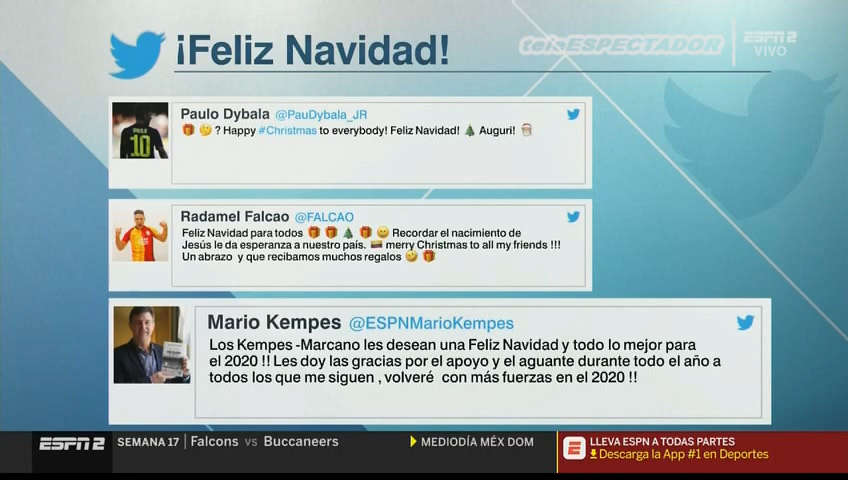 ¡Feliz Navidad!
teleESPECTADOR
ESPN 2
VIVO
Paulo Dybala @PauDybala_JR
🎁 🤔 ? Happy #Christmas to everybody! Feliz Navidad! 🎄 Auguri! 🎅
Radamel Falcao @FALCAO
Feliz Navidad para todos 🎁 🎁 🎄 🎁 😀 Recordar el nacimiento de
Jesús le da esperanza a nuestro país. 🇨🇴 merry Christmas to all my friends !!!
Un abrazo y que recibamos muchos regalos 🤣 🎁
Mario Kempes @ESPNMarioKempes
Los Kempes -Marcano les desean una Feliz Navidad y todo lo mejor para
el 2020 !! Les doy las gracias por el apoyo y el aguante durante todo el año a
todos los que me siguen , volveré con más fuerzas en el 2020 !!
ESPN 2 SEMANA 17 Falcons vs Buccaneers MEDIODÍA MÉX DOM
LLEVA ESPN A TODAS PARTES
Descarga la App #1 en Deportes